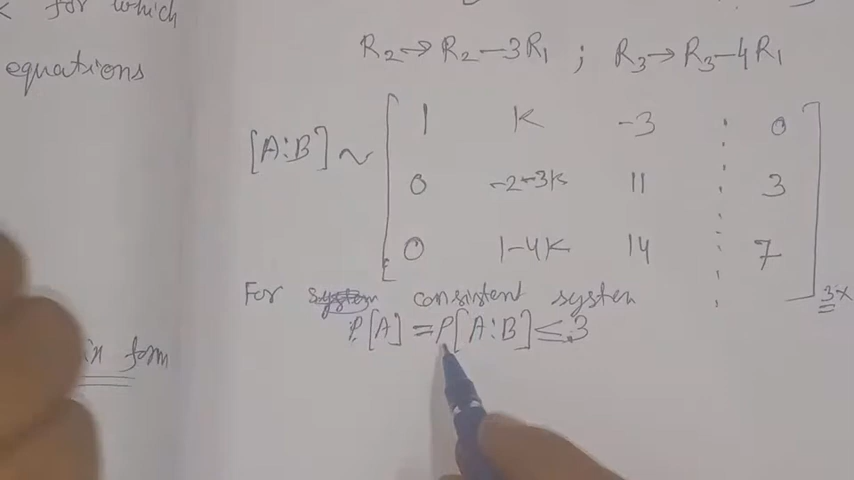 for which
equations
R₂→R₂-3R₁ ; R₃→R₃-4R₁
[A:B] ~ [ 1 K -3 : 0
0 -2-3K 11 : 3
0 1-4K 14 : 7 ] 3×
For consistent system
ρ[A] = ρ[A:B] ≤ 3
form